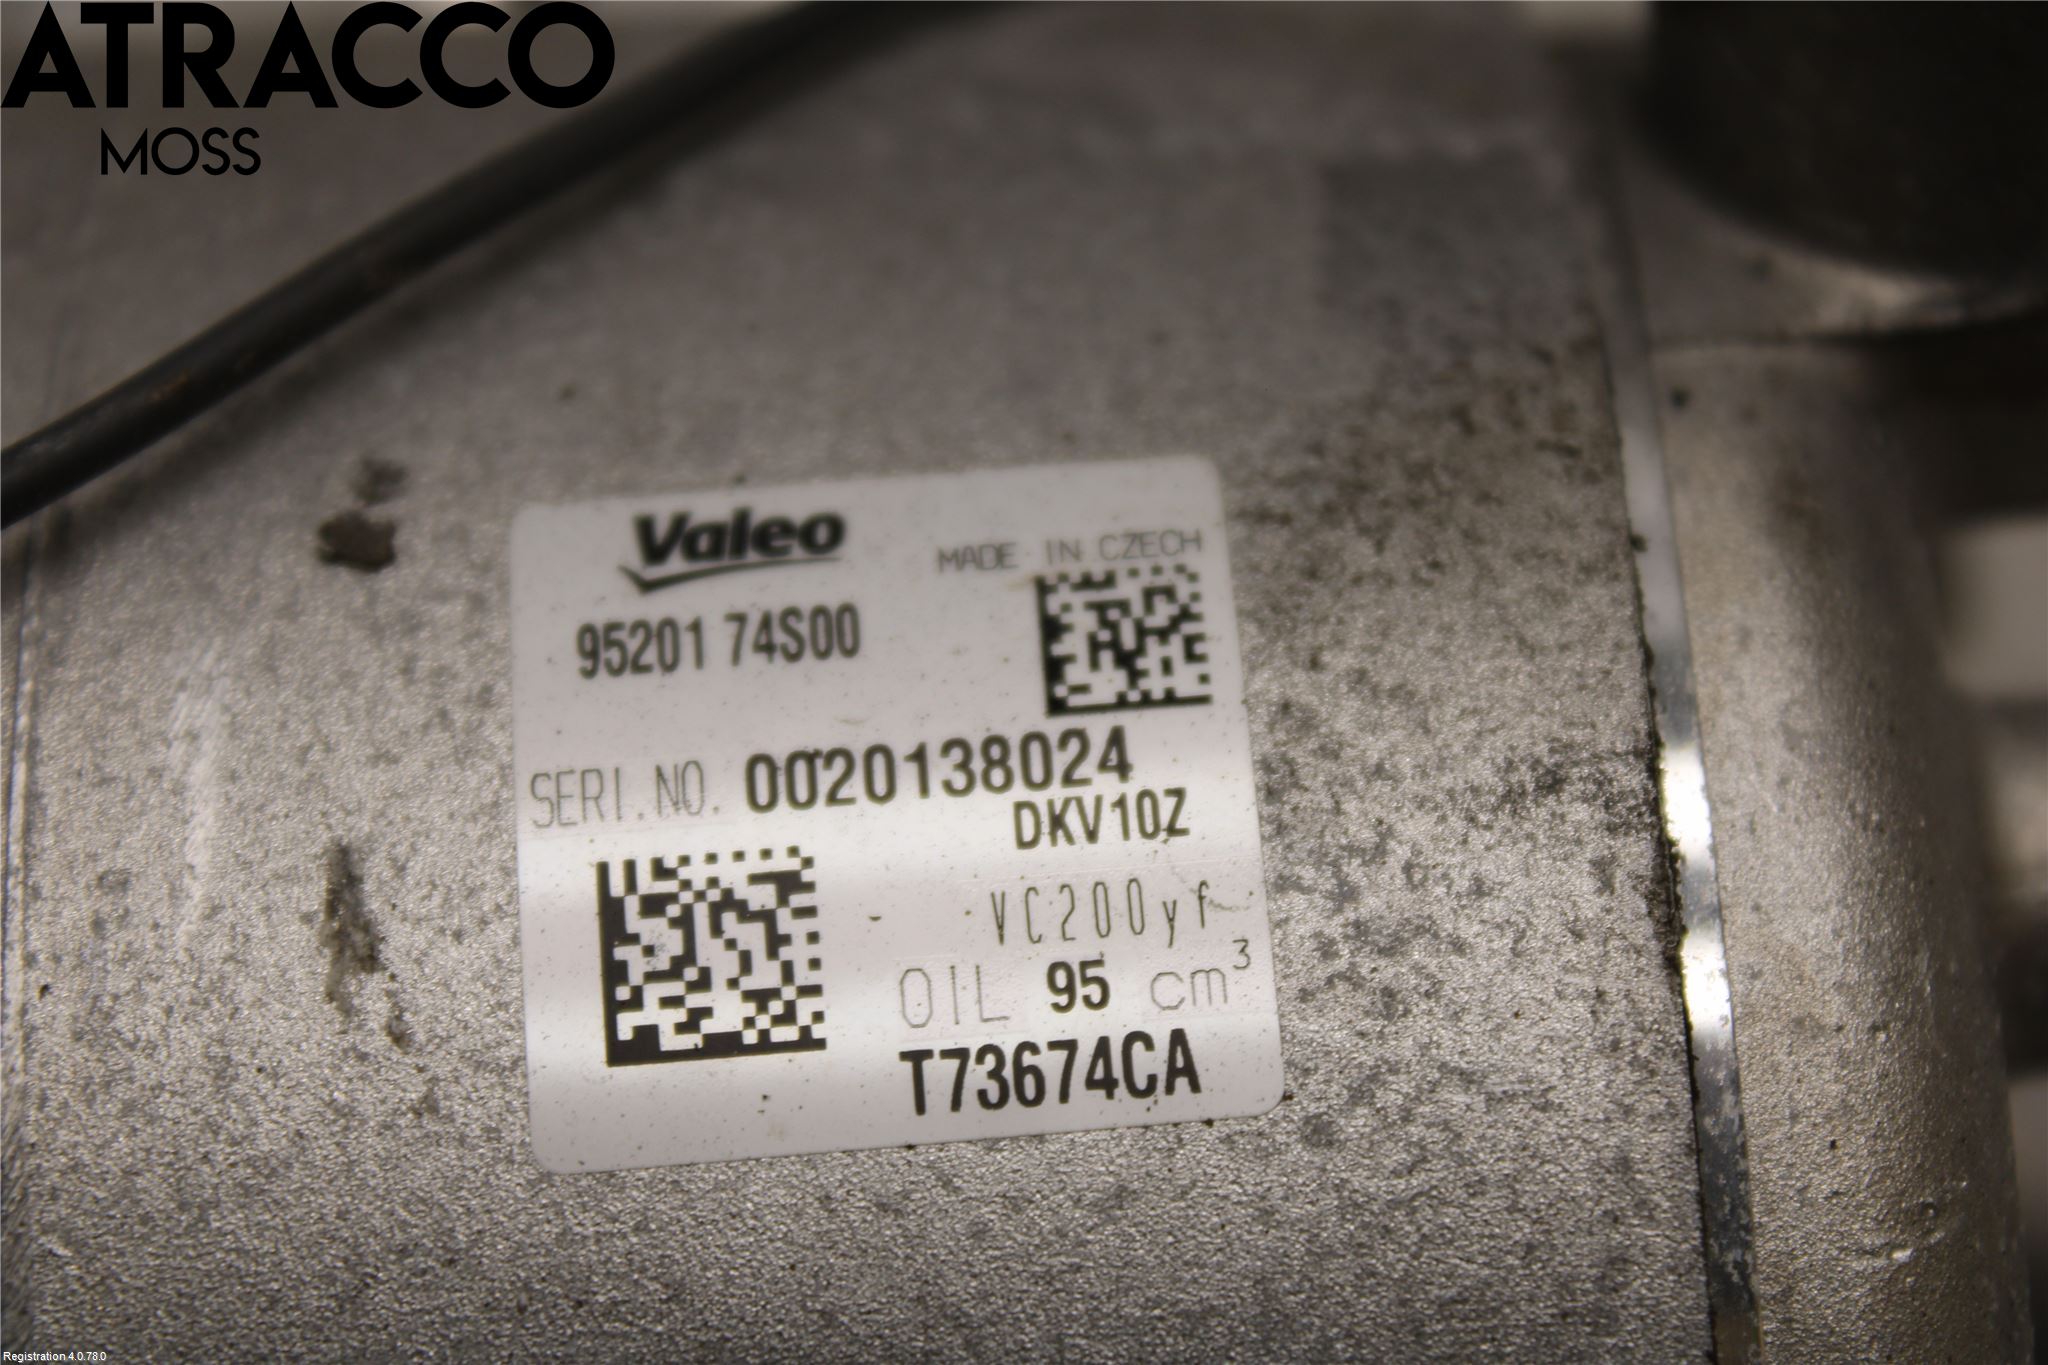 ATRACCO
MOSS
Valeo
MADE IN CZECH
95201 74S00
SERI.NO. 0020138024
DKV10Z
VC200yf
OIL 95 cm³
T73674CA
Registration 4.0.78.0